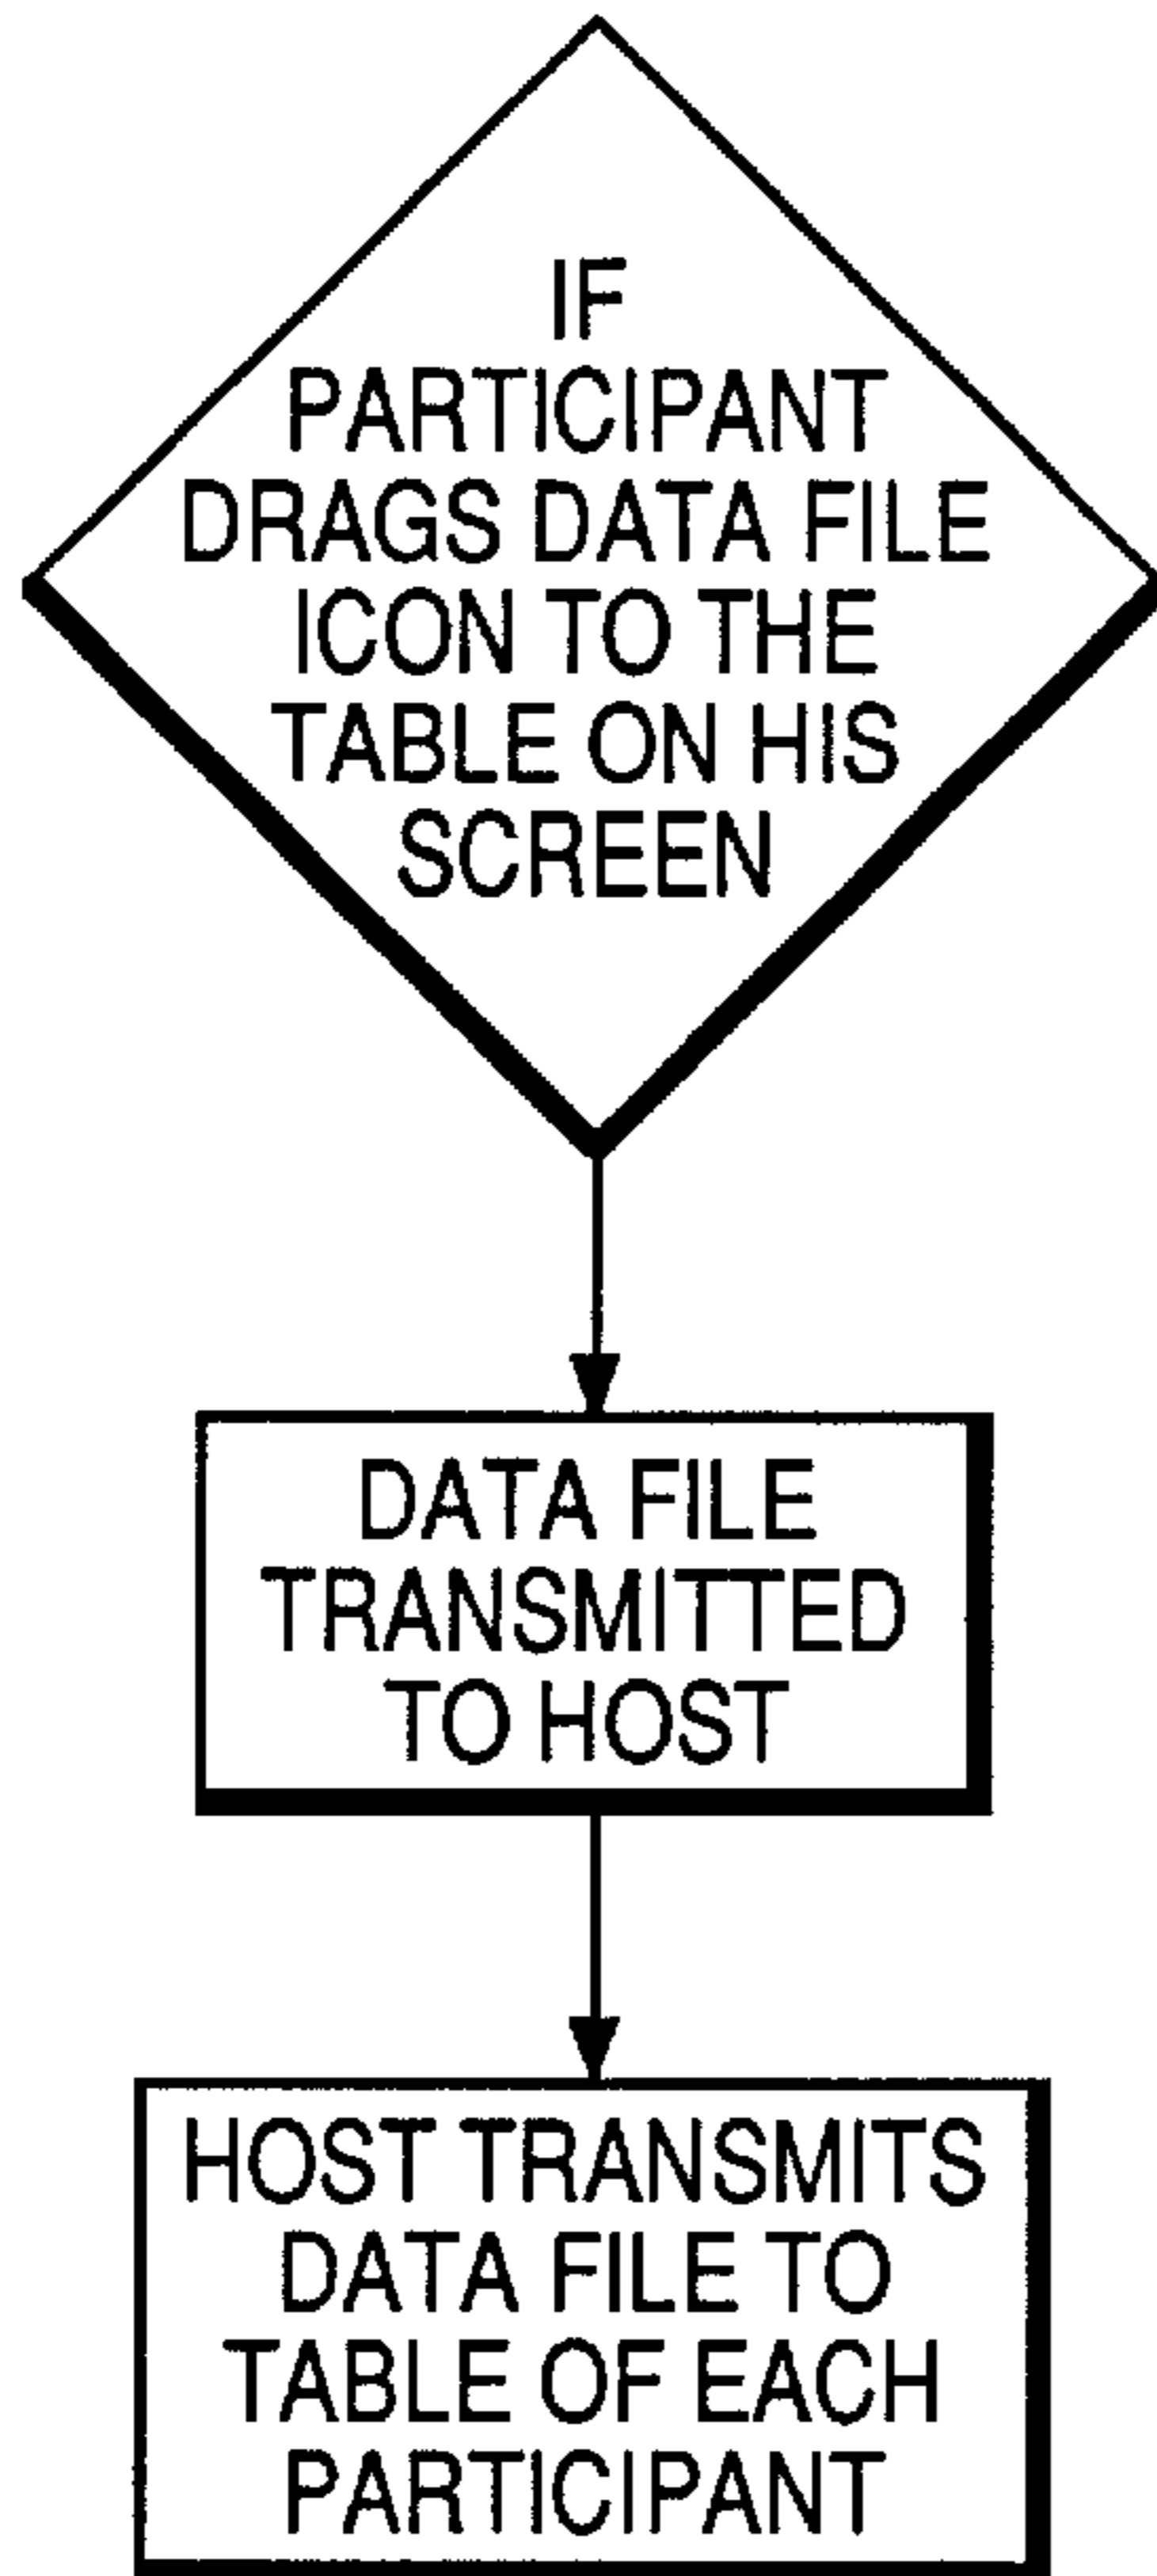 IF
PARTICIPANT
DRAGS DATA FILE
ICON TO THE
TABLE ON HIS
SCREEN
DATA FILE
TRANSMITTED
TO HOST
HOST TRANSMITS
DATA FILE TO
TABLE OF EACH
PARTICIPANT